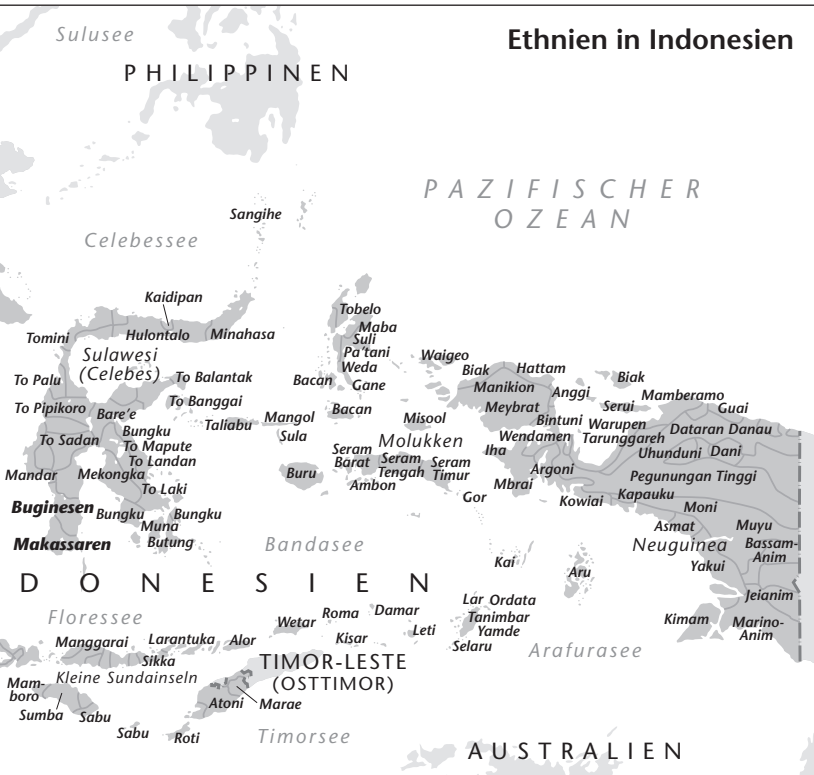 Sulusee
Ethnien in Indonesien
PHILIPPINEN
PAZIFISCHER
OZEAN
Sangihe
Celebessee
Kaidipan
Tobelo
Maba
Tomini
Hulontalo
Minahasa
Suli
Pa'tani
Sulawesi
(Celebes)
Waigeo
Weda
Biak
Hattam
To Palu
To Balantak
Bacan
Gane
Manikion
Anggi
Biak
Mamberamo
To Pipikoro
Bare'e
To Banggai
Mangol
Bacan
Misool
Meybrat
Serui
Guai
Taliabu
Bintuni
Warupen
Dataran Danau
To Sadan
Bungku
Sula
Molukken
Wendamen
Tarunggareh
To Mapute
Seram
Barat
Seram
Tengah
Seram
Timur
Iha
Uhunduni
Dani
To Landan
Mandar
Mekongka
Buru
Ambon
Argoni
Pegunungan Tinggi
To Laki
Mbrai
Gor
Kowiai
Kapauku
Moni
Buginesen
Bungku
Bungku
Muna
Asmat
Muyu
Makassaren
Butung
Bandasee
Neuguinea
Bassam-
Anim
Kai
Aru
Yakui
DONESIEN
Jeianim
Lar
Ordata
Floressee
Wetar
Roma
Damar
Tanimbar
Yamde
Kimam
Marino-
Anim
Manggarai
Larantuka
Alor
Kisar
Leti
Selaru
Arafurasee
Sikka
TIMOR-LESTE
(OSTTIMOR)
Kleine Sundainseln
Mam-
boro
Atoni
Marae
Sumba
Sabu
Sabu
Roti
Timorsee
AUSTRALIEN